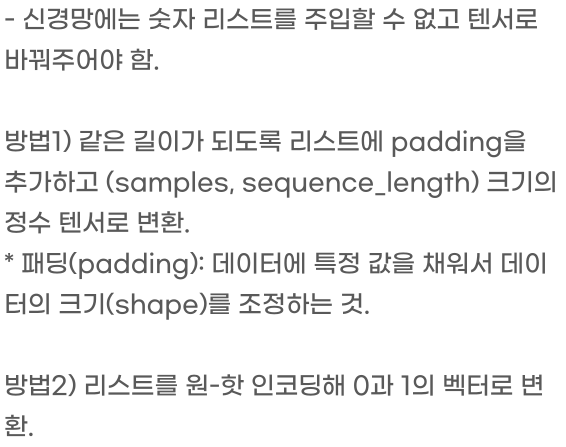 - 신경망에는 숫자 리스트를 주입할 수 없고 텐서로
바꿔주어야 함.
방법1) 같은 길이가 되도록 리스트에 padding을
추가하고 (samples, sequence_length) 크기의
정수 텐서로 변환.
* 패딩(padding): 데이터에 특정 값을 채워서 데이
터의 크기(shape)를 조정하는 것.
방법2) 리스트를 원-핫 인코딩해 0과 1의 벡터로 변
환.